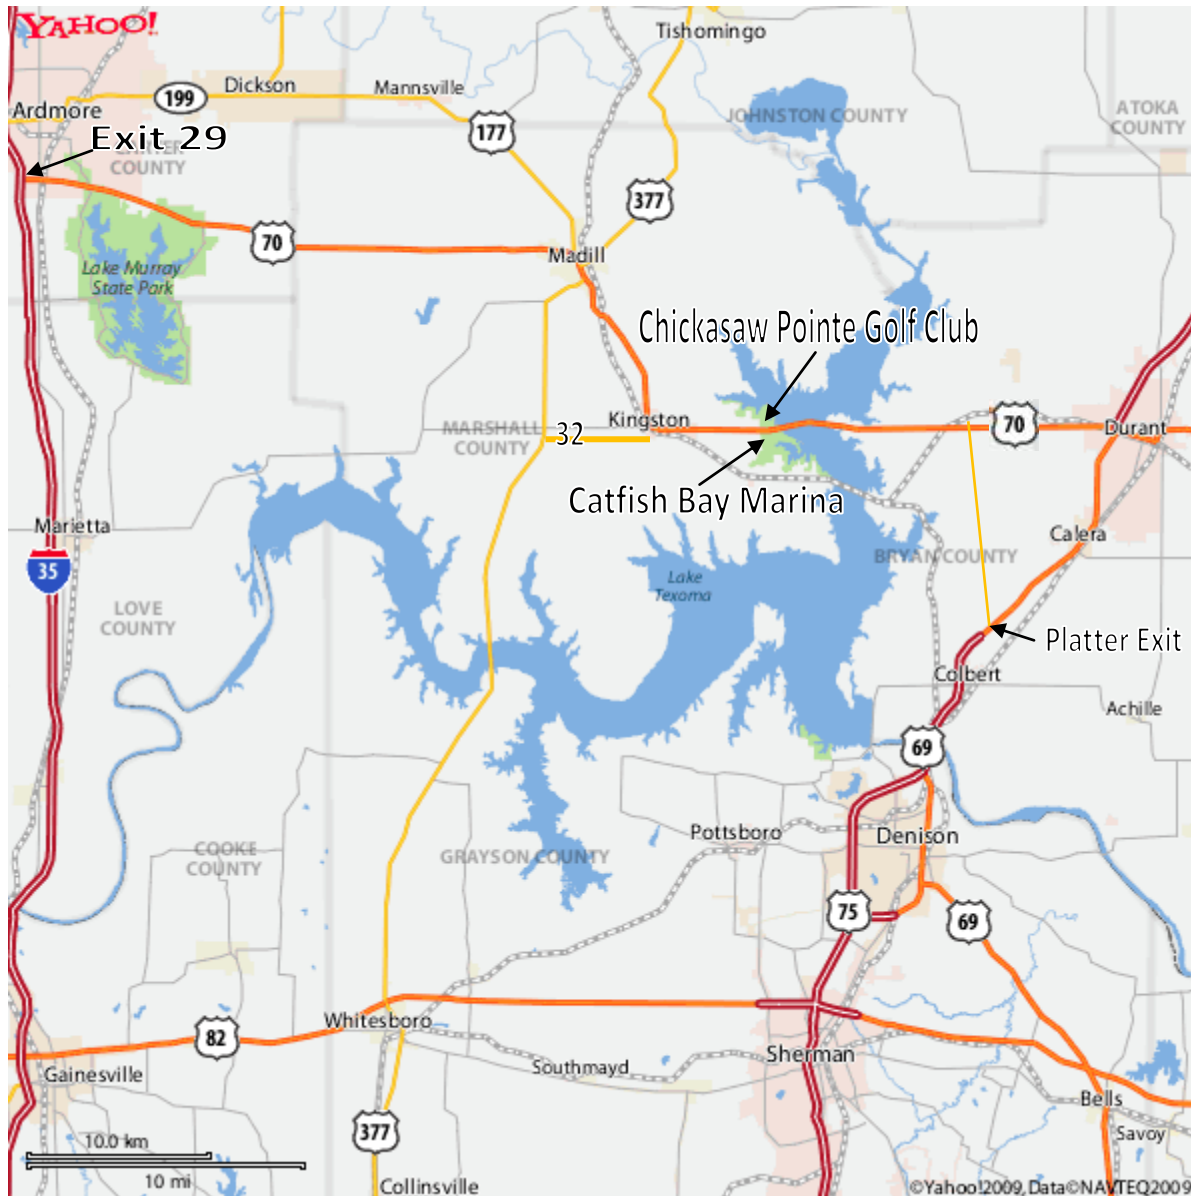 YAHOO!
Tishomingo
Dickson
Mannsville
199
Ardmore
177
JOHNSTON COUNTY
ATOKA
COUNTY
Exit 29
COUNTY
377
70
Madill
Lake Murray
State Park
Chickasaw Pointe Golf Club
Kingston
MARSHALL
COUNTY
32
70
Durant
Catfish Bay Marina
Marietta
Calera
BRYAN COUNTY
35
Lake
Texoma
LOVE
COUNTY
Platter Exit
Colbert
Achille
69
Pottsboro
Denison
COOKE
COUNTY
GRAYSON COUNTY
75
69
Whitesboro
82
Sherman
Southmayd
Gainesville
Bells
377
Savoy
10.0 km
10 mi
Collinsville
©Yahoo!2009, Data©NAVTEQ2009